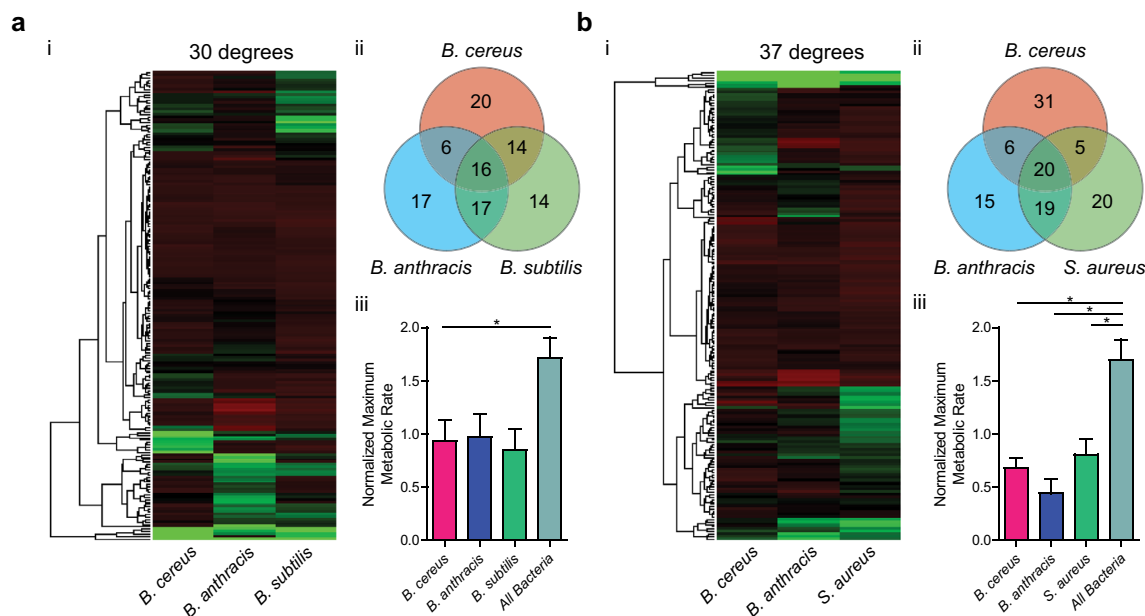 a
i
30 degrees
B. cereus
B. anthracis
B. subtilis
ii
B. cereus
20
6
14
16
17
17
14
B. anthracis
B. subtilis
iii
Normalized Maximum
Metabolic Rate
2.0
1.5
1.0
0.5
0.0
*
B. cereus
B. anthracis
B. subtilis
All Bacteria
b
i
37 degrees
B. cereus
B. anthracis
S. aureus
ii
B. cereus
31
6
5
20
15
19
20
B. anthracis
S. aureus
iii
Normalized Maximum
Metabolic Rate
2.0
1.5
1.0
0.5
0.0
*
*
*
B. cereus
B. anthracis
S. aureus
All Bacteria